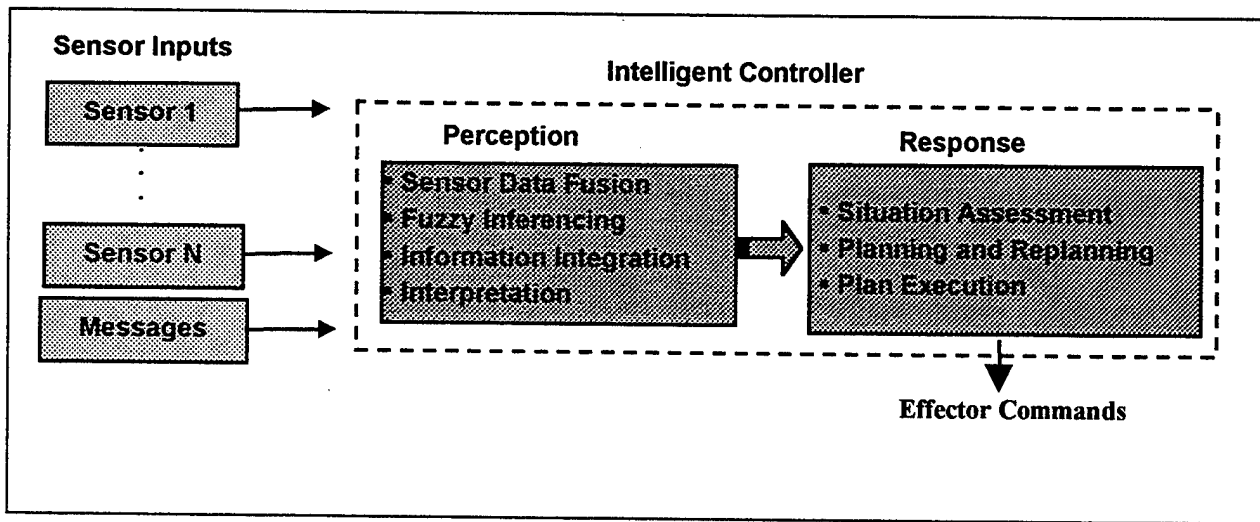 Sensor Inputs
Sensor 1
Sensor N
Messages
Intelligent Controller
Perception
• Sensor Data Fusion
• Fuzzy Inferencing
• Information Integration
• Interpretation
Response
• Situation Assessment
• Planning and Replanning
• Plan Execution
Effector Commands